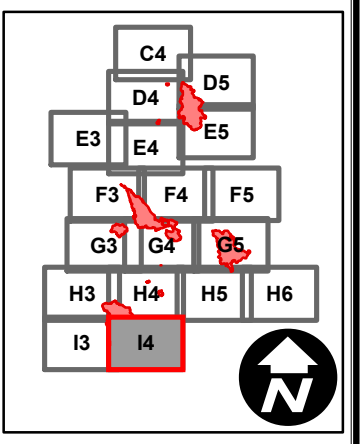 C4
D4 D5
E3 E4 E5
F3 F4 F5
G3 G4 G5
H3 H4 H5 H6
I3 I4
N